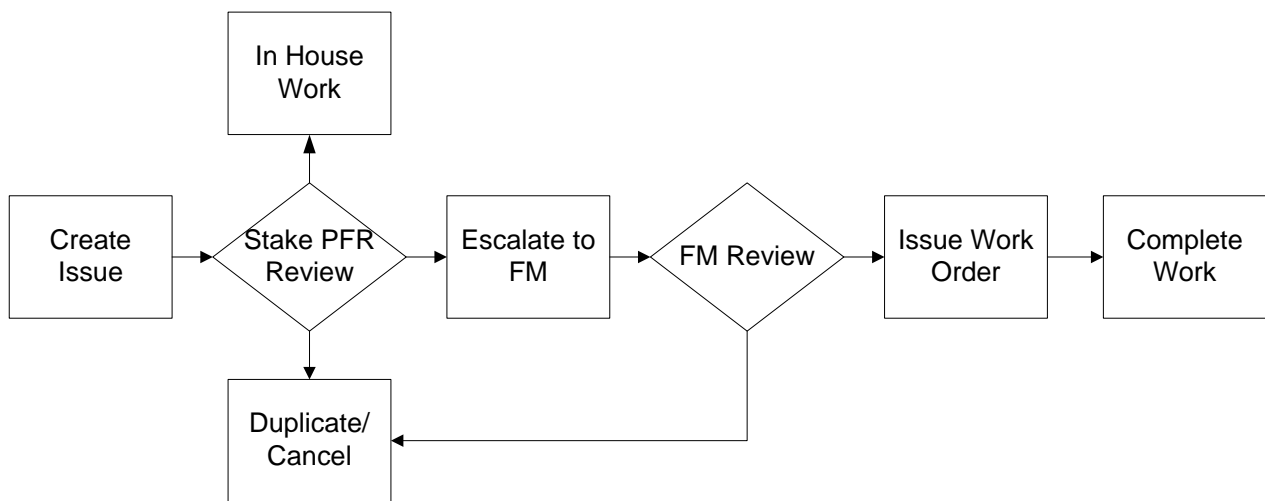 In House
Work
Create
Issue
Stake PFR
Review
Escalate to
FM
FM Review
Issue Work
Order
Complete
Work
Duplicate/
Cancel